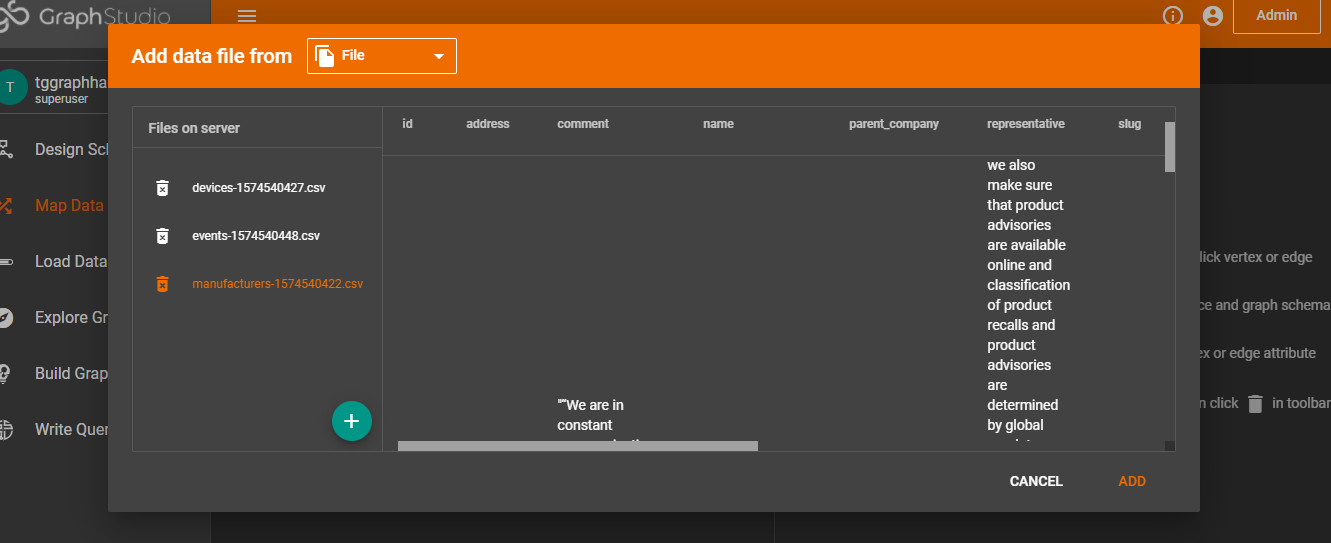 GraphStudio
Admin
Add data file from
File
T
tggraphha
superuser
Design Sc
Map Data
Load Data
Explore Gr
Build Grap
Write Quer
Files on server
devices-1574540427.csv
events-1574540448.csv
manufacturers-1574540422.csv
id address comment name parent_company representative slug
we also
make sure
that product
advisories
are available
online and
classification
of product
recalls and
product
advisories
are
determined
by global
"“We are in
constant
lick vertex or edge
ce and graph schema
ex or edge attribute
n click in toolbar
CANCEL
ADD